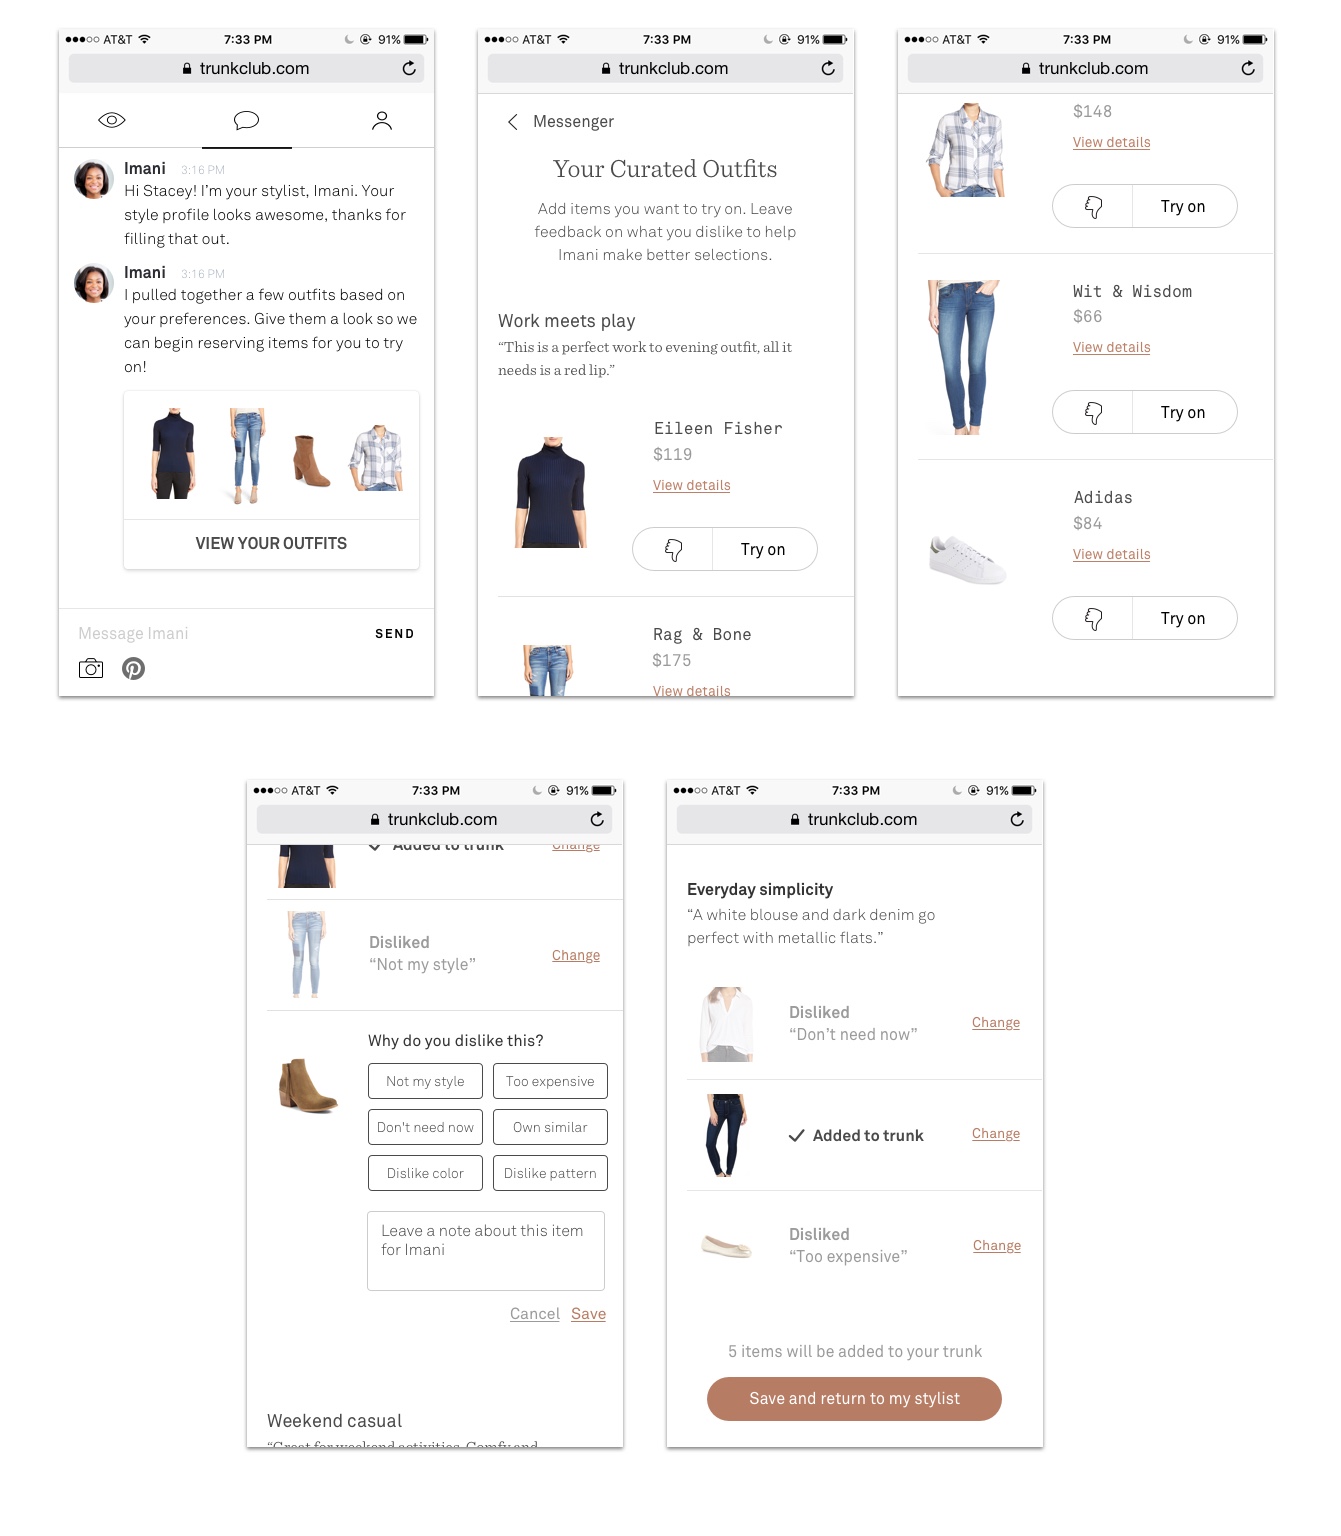 AT&T 7:33 PM 91%
trunkclub.com
Imani 3:16 PM
Hi Stacey! I'm your stylist, Imani. Your
style profile looks awesome, thanks for
filling that out.
Imani 3:16 PM
I pulled together a few outfits based on
your preferences. Give them a look so we
can begin reserving items for you to try
on!
VIEW YOUR OUTFITS
Message Imani SEND
AT&T 7:33 PM 91%
trunkclub.com
Messenger
Your Curated Outfits
Add items you want to try on. Leave
feedback on what you dislike to help
Imani make better selections.
Work meets play
“This is a perfect work to evening outfit, all it
needs is a red lip.”
Eileen Fisher
$119
View details
Try on
Rag & Bone
$175
View details
AT&T 7:33 PM 91%
trunkclub.com
$148
View details
Try on
Wit & Wisdom
$66
View details
Try on
Adidas
$84
View details
Try on
AT&T 7:33 PM 91%
trunkclub.com
Added to trunk Change
Disliked
“Not my style”
Change
Why do you dislike this?
Not my style Too expensive
Don't need now Own similar
Dislike color Dislike pattern
Leave a note about this item
for Imani
Cancel Save
Weekend casual
“Great for weekend activities. Comfy and
AT&T 7:33 PM 91%
trunkclub.com
Everyday simplicity
“A white blouse and dark denim go
perfect with metallic flats.”
Disliked
“Don’t need now”
Change
Added to trunk Change
Disliked
“Too expensive”
Change
5 items will be added to your trunk
Save and return to my stylist